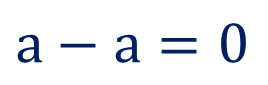 a − a = 0